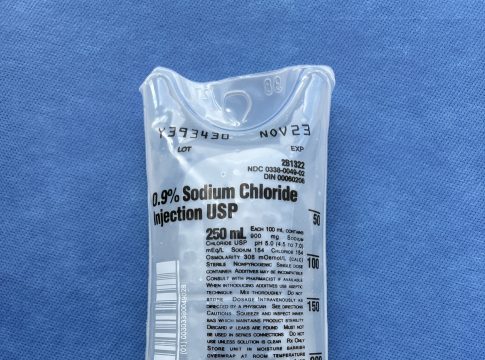 Y393430 NOV23
LOT EXP
2B1322
NDC 0338-0049-02
DIN 00060208
0.9% Sodium Chloride
Injection USP
50
250 mL EACH 100 mL CONTAINS
900 mg SODIUM
CHLORIDE USP pH 5.0 (4.5 TO 7.0)
mEq/L SODIUM 154 CHLORIDE 154
OSMOLARITY 308 mOsmol/L (CALC)
STERILE NONPYROGENIC SINGLE DOSE
100
CONTAINER ADDITIVES MAY BE INCOMPATIBLE
CONSULT WITH PHARMACIST IF AVAILABLE
WHEN INTRODUCING ADDITIVES USE ASEPTIC
TECHNIQUE MIX THOROUGHLY DO NOT
STORE DOSAGE INTRAVENOUSLY AS
DIRECTED BY A PHYSICIAN SEE DIRECTIONS
150
CAUTIONS SQUEEZE AND INSPECT INNER
BAG WHICH MAINTAINS PRODUCT STERILITY
DISCARD IF LEAKS ARE FOUND MUST NOT
BE USED IN SERIES CONNECTIONS DO NOT
USE UNLESS SOLUTION IS CLEAR RX ONLY
STORE UNIT IN MOISTURE BARRIER
OVERWRAP AT ROOM TEMPERATURE